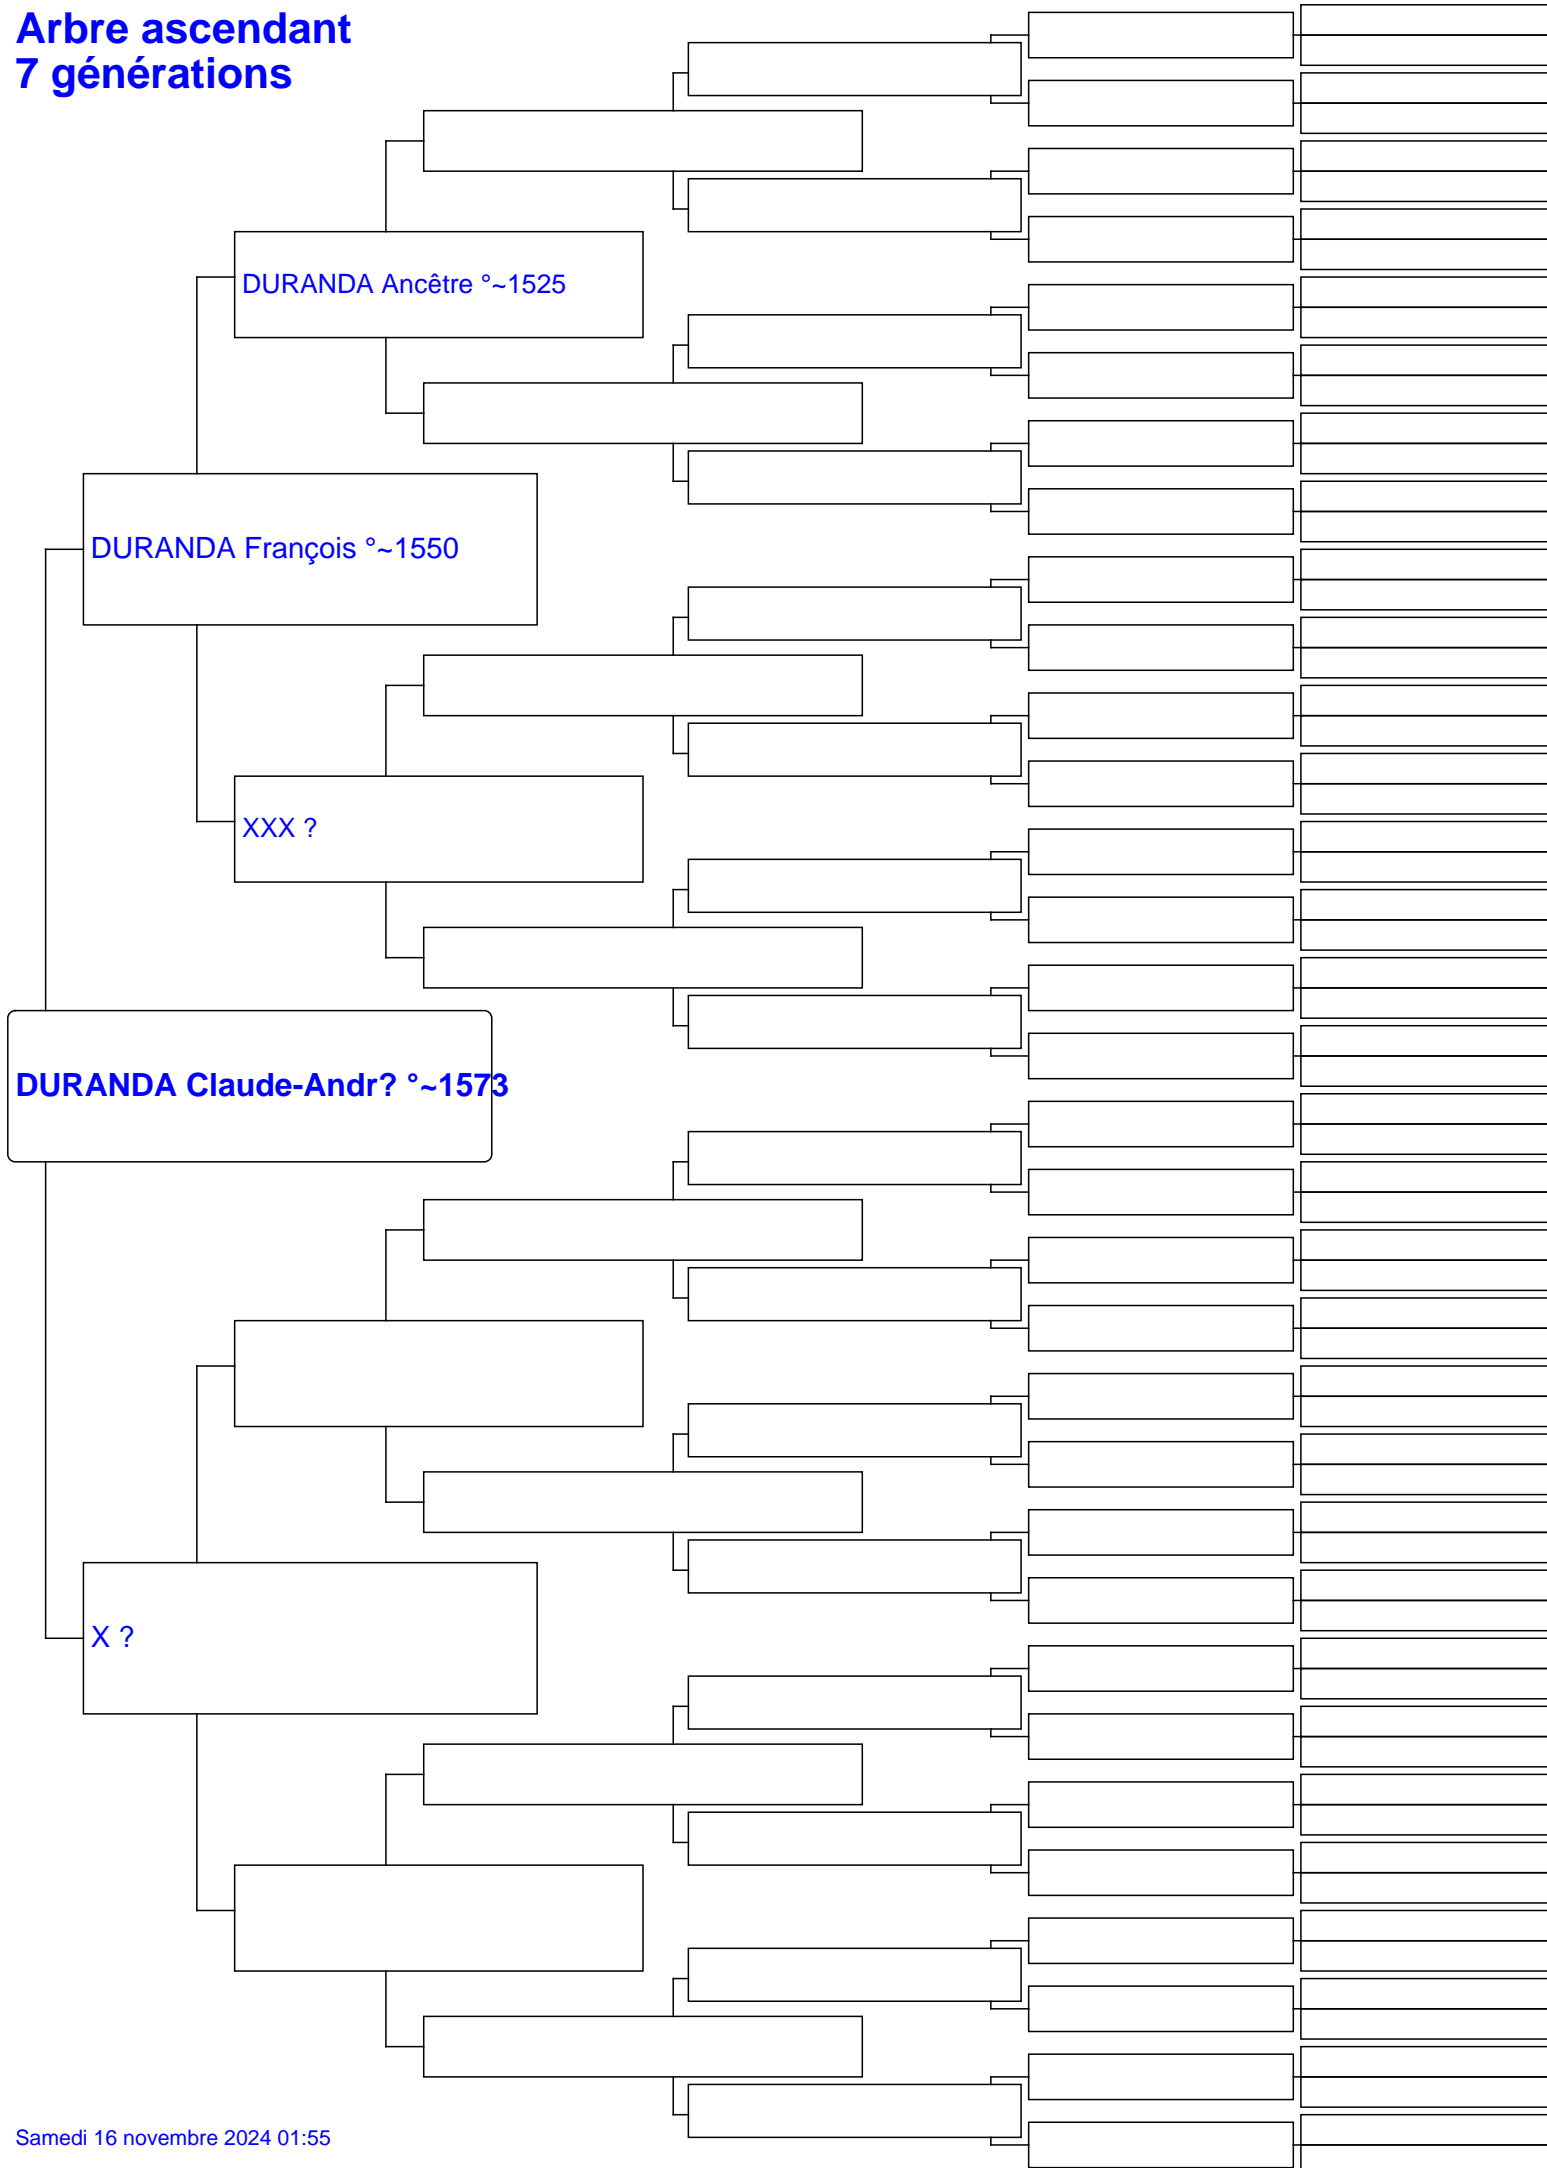 Arbre ascendant
7 générations
DURANDA Ancêtre °~1525
DURANDA François °~1550
XXX ?
DURANDA Claude-Andr? °~1573
X ?
Samedi 16 novembre 2024 01:55